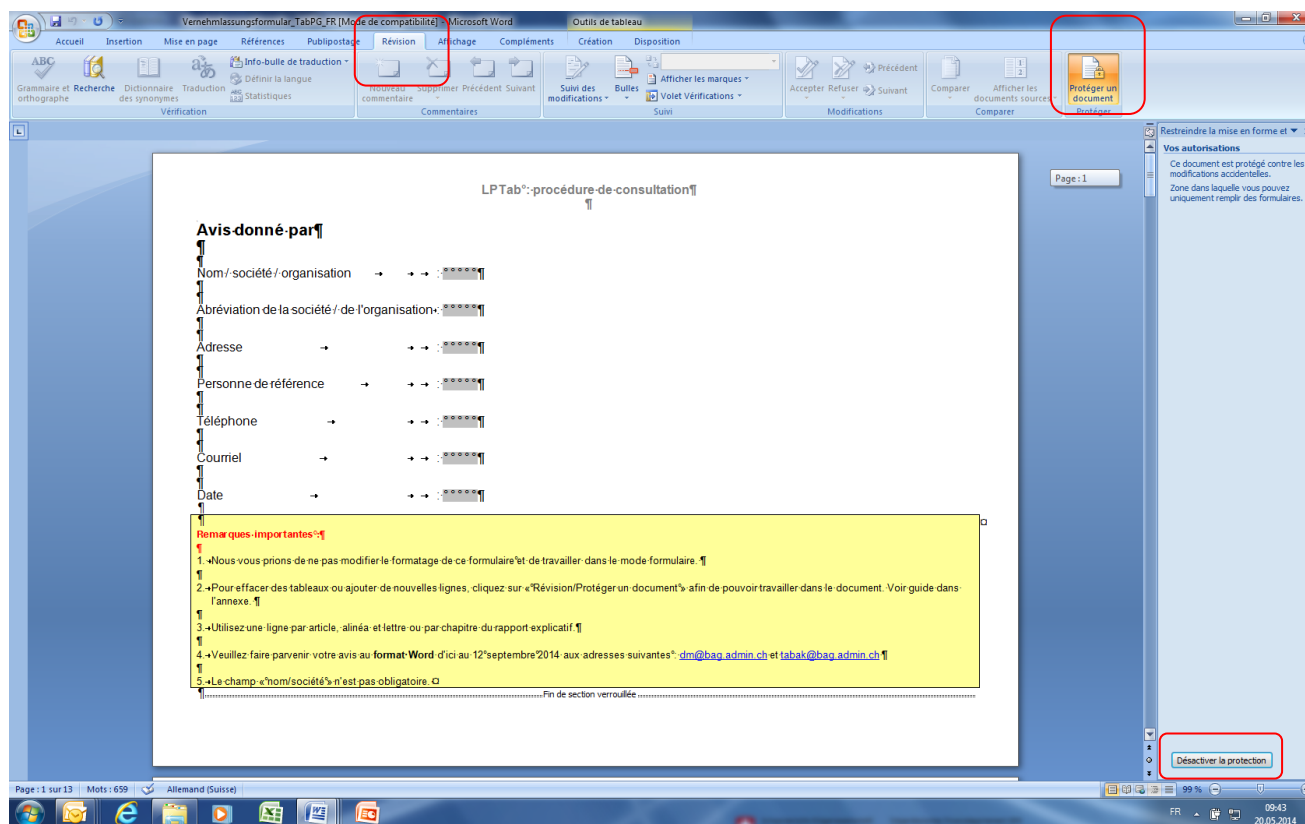 Vernehmlassungsformular_TabPG_FR [Mode de compatibilité] - Microsoft Word
Outils de tableau
Accueil Insertion Mise en page Références Publipostage Révision Affichage Compléments Création Disposition
ABC
Grammaire et orthographe
Recherche
Dictionnaire des synonymes
Traduction
Info-bulle de traduction
Définir la langue
Statistiques
Vérification
Nouveau commentaire
Supprimer
Précédent
Suivant
Commentaires
Suivi des modifications
Bulles
Afficher les marques
Volet Vérifications
Suivi
Accepter
Refuser
Précédent
Suivant
Modifications
Comparer
Afficher les documents sources
Comparer
Protéger un document
Protéger
Restreindre la mise en forme et
Vos autorisations
Ce document est protégé contre les
modifications accidentelles.
Zone dans laquelle vous pouvez
uniquement remplir des formulaires.
Page : 1
LPTab°: procédure de consultation¶
¶
Avis donné par¶
¶
¶
Nom / société / organisation → → → : °°°°°¶
¶
¶
Abréviation de la société / de l'organisation : °°°°°¶
¶
¶
Adresse → → → : °°°°°¶
¶
Personne de référence → → → : °°°°°¶
¶
¶
Téléphone → → → : °°°°°¶
¶
Courriel → → → : °°°°°¶
¶
¶
Date → → → : °°°°°¶
¶
¶
Remarques importantes°:¶
¶
1.→Nous vous prions de ne pas modifier le formatage de ce formulaire°et de travailler dans le mode formulaire. ¶
¶
2.→Pour effacer des tableaux ou ajouter de nouvelles lignes, cliquez sur «°Révision/Protéger un document°» afin de pouvoir travailler dans le document. Voir guide dans
l'annexe. ¶
¶
3.→Utilisez une ligne par article, alinéa et lettre ou par chapitre du rapport explicatif.¶
¶
4.→Veuillez faire parvenir votre avis au format Word d'ici au 12°septembre°2014 aux adresses suivantes°: dm@bag.admin.ch et tabak@bag.admin.ch ¶
¶
5.→Le champ «°nom/société°» n'est pas obligatoire.
¶ Fin de section verrouillée
Désactiver la protection
Page : 1 sur 13 Mots : 659 Allemand (Suisse) 99 %
FR 09:43
20.05.2014